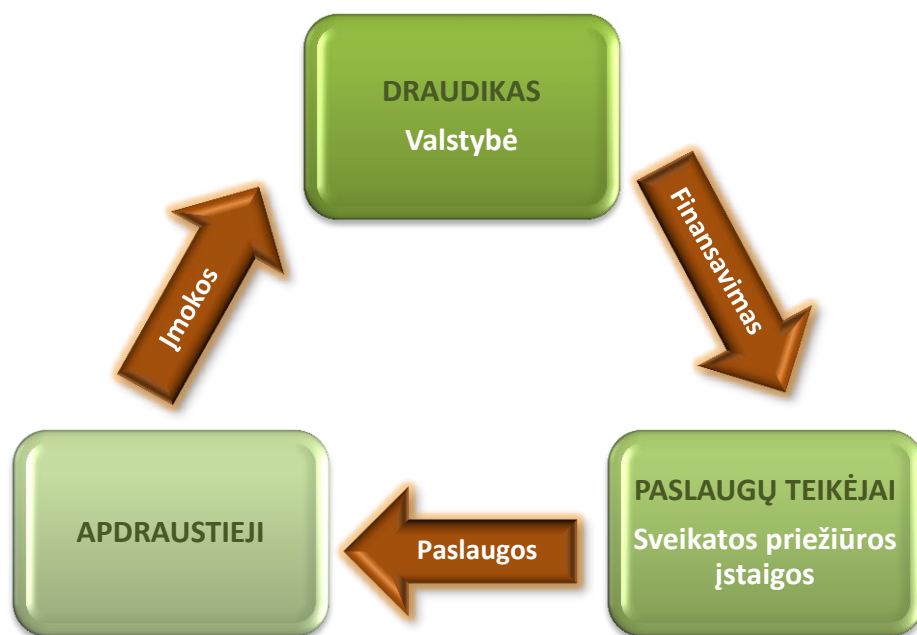 DRAUDIKAS
Valstybė
Finansavimas
Įmokos
PASLAUGŲ TEIKĖJAI
Sveikatos priežiūros
įstaigos
Paslaugos
APDRAUSTIEJI